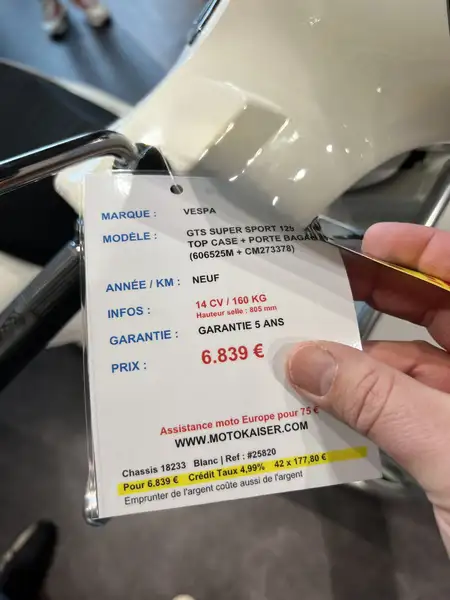 MARQUE : VESPA
MODÈLE : GTS SUPER SPORT 125
TOP CASE + PORTE BAGAG
(606525M + CM273378)
ANNÉE / KM : NEUF
INFOS : 14 CV / 160 KG
Hauteur selle : 805 mm
GARANTIE : GARANTIE 5 ANS
PRIX : 6.839 €
Assistance moto Europe pour 75 €
WWW.MOTOKAISER.COM
Chassis 18233 Blanc | Ref : #25820
Pour 6.839 € Crédit Taux 4,99% 42 x 177,80 €
Emprunter de l'argent coûte aussi de l'argent